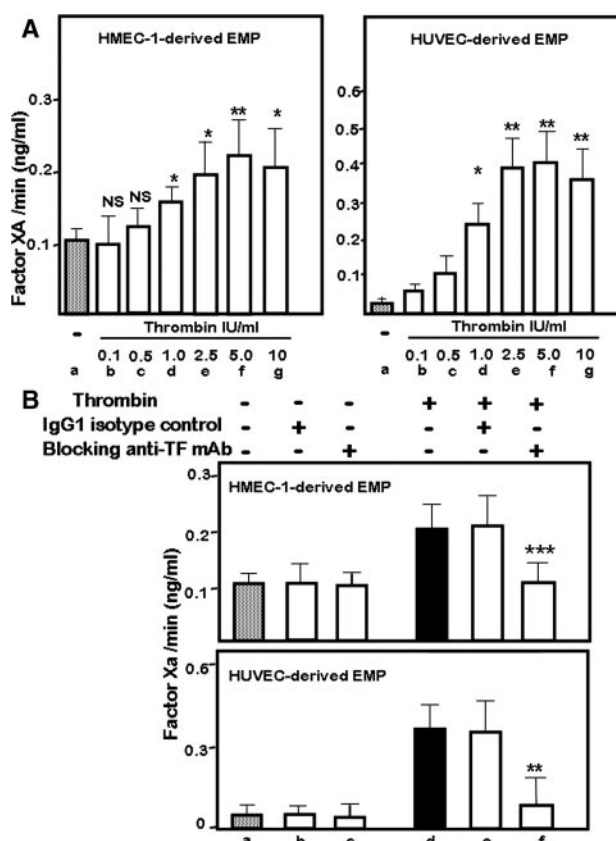 A
HMEC-1-derived EMP
HUVEC-derived EMP
Factor XA /min (ng/ml)
0.3
0.2
0.1
NS NS * * ** *
0.6
0.5
0.4
0.3
0.2
0.1
* ** ** **
- Thrombin IU/ml
0.1 0.5 1.0 2.5 5.0 10
a b c d e f g
- Thrombin IU/ml
0.1 0.5 1.0 2.5 5.0 10
a b c d e f g
B
Thrombin - - - + + +
IgG1 isotype control - + - - + -
Blocking anti-TF mAb - - + - - +
HMEC-1-derived EMP
Factor Xa /min (ng/ml)
0.3
0.2
0.1
***
HUVEC-derived EMP
0.6
0.3
0
**